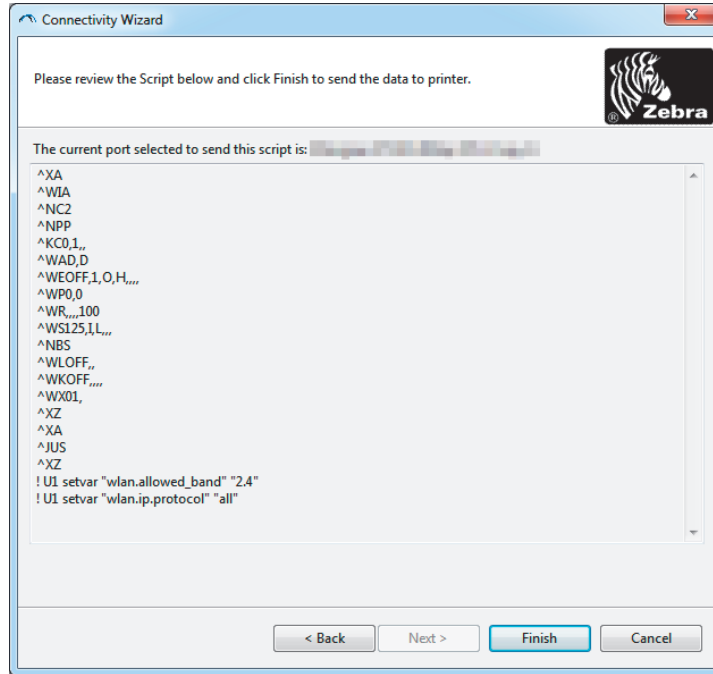 Connectivity Wizard
Please review the Script below and click Finish to send the data to printer.
Zebra
®
The current port selected to send this script is:
^XA
^WIA
^NC2
^NPP
^KC0,1,,
^WAD,D
^WEOFF,1,O,H,,,,
^WP0,0
^WR,,,,100
^WS125,I,L,,,
^NBS
^WLOFF,,
^WKOFF,,,,
^WX01,
^XZ
^XA
^JUS
^XZ
! U1 setvar "wlan.allowed_band" "2.4"
! U1 setvar "wlan.ip.protocol" "all"
< Back
Next >
Finish
Cancel